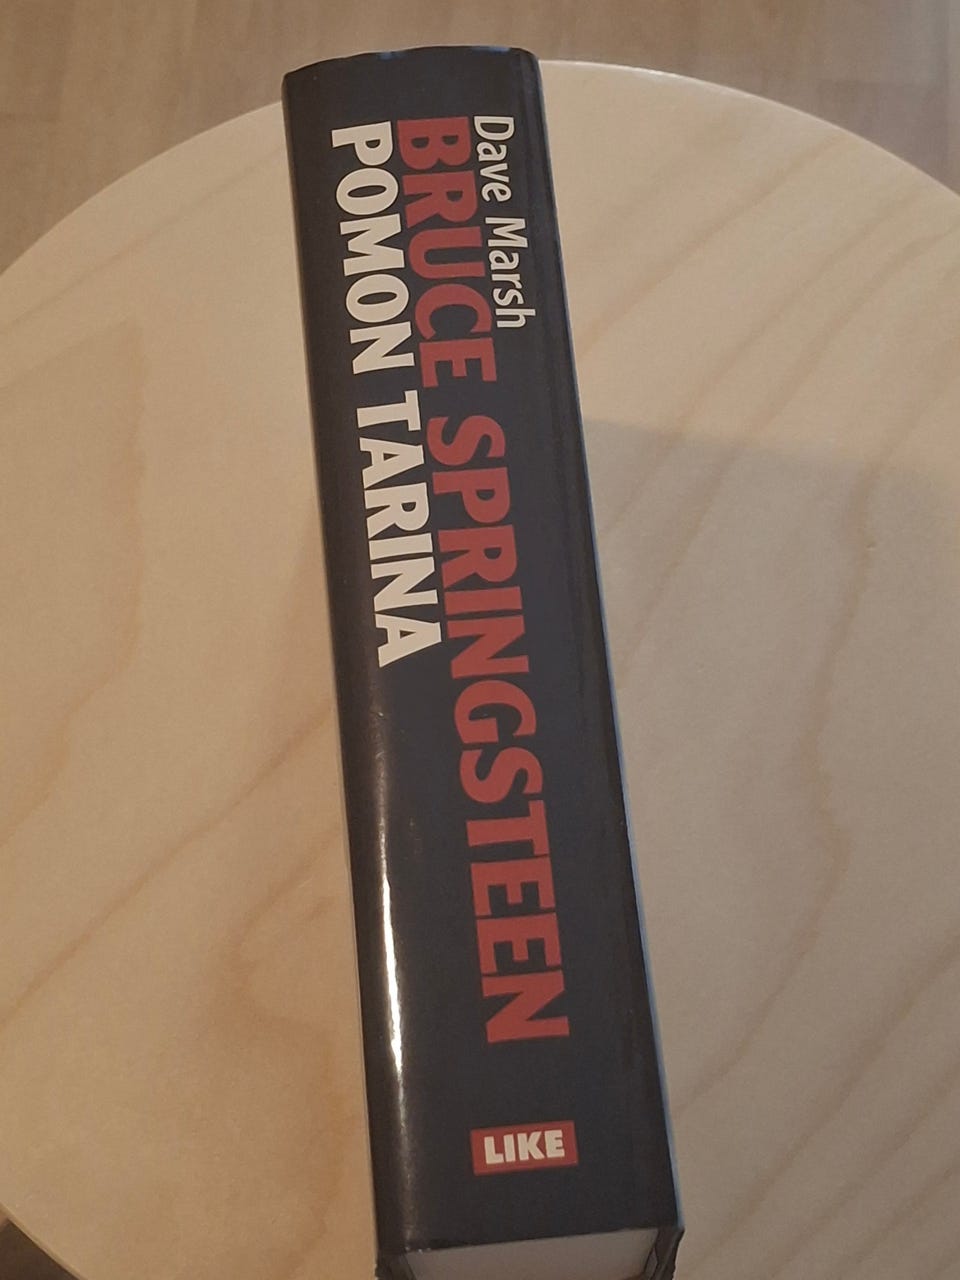 Dave Marsh
BRUCE SPRINGSTEEN
POMON TARINA
LIKE